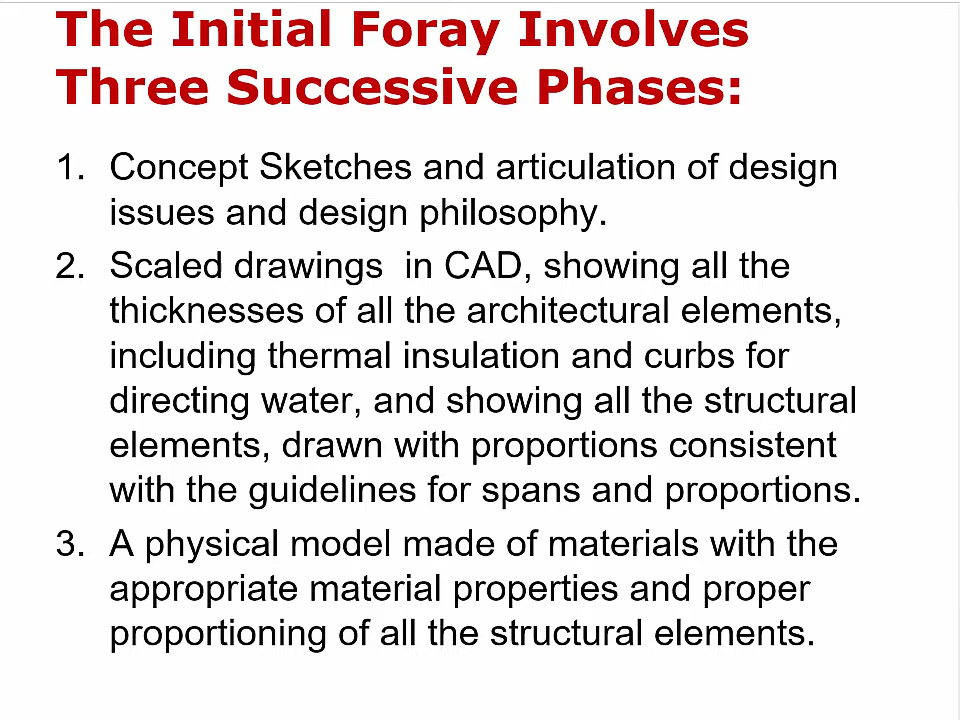 The Initial Foray Involves
Three Successive Phases:
1. Concept Sketches and articulation of design
issues and design philosophy.
2. Scaled drawings  in CAD, showing all the
thicknesses of all the architectural elements,
including thermal insulation and curbs for
directing water, and showing all the structural
elements, drawn with proportions consistent
with the guidelines for spans and proportions.
3. A physical model made of materials with the
appropriate material properties and proper
proportioning of all the structural elements.